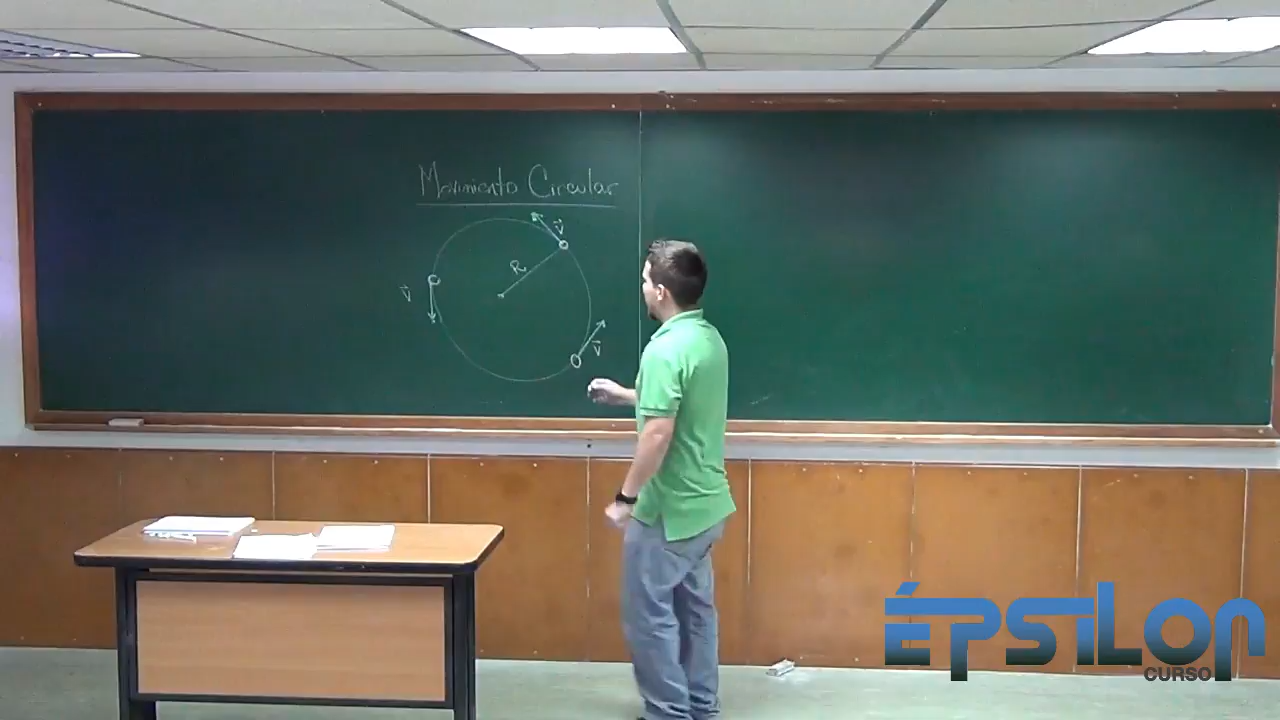 Movimiento Circular
v⃗
R
v⃗
v⃗
ÉPSILON
CURSO